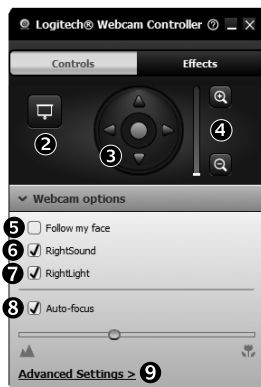 Logitech® Webcam Controller
Controls Effects
2
3
4
Webcam options
5 Follow my face
6 RightSound
7 RightLight
8 Auto-focus
Advanced Settings > 9